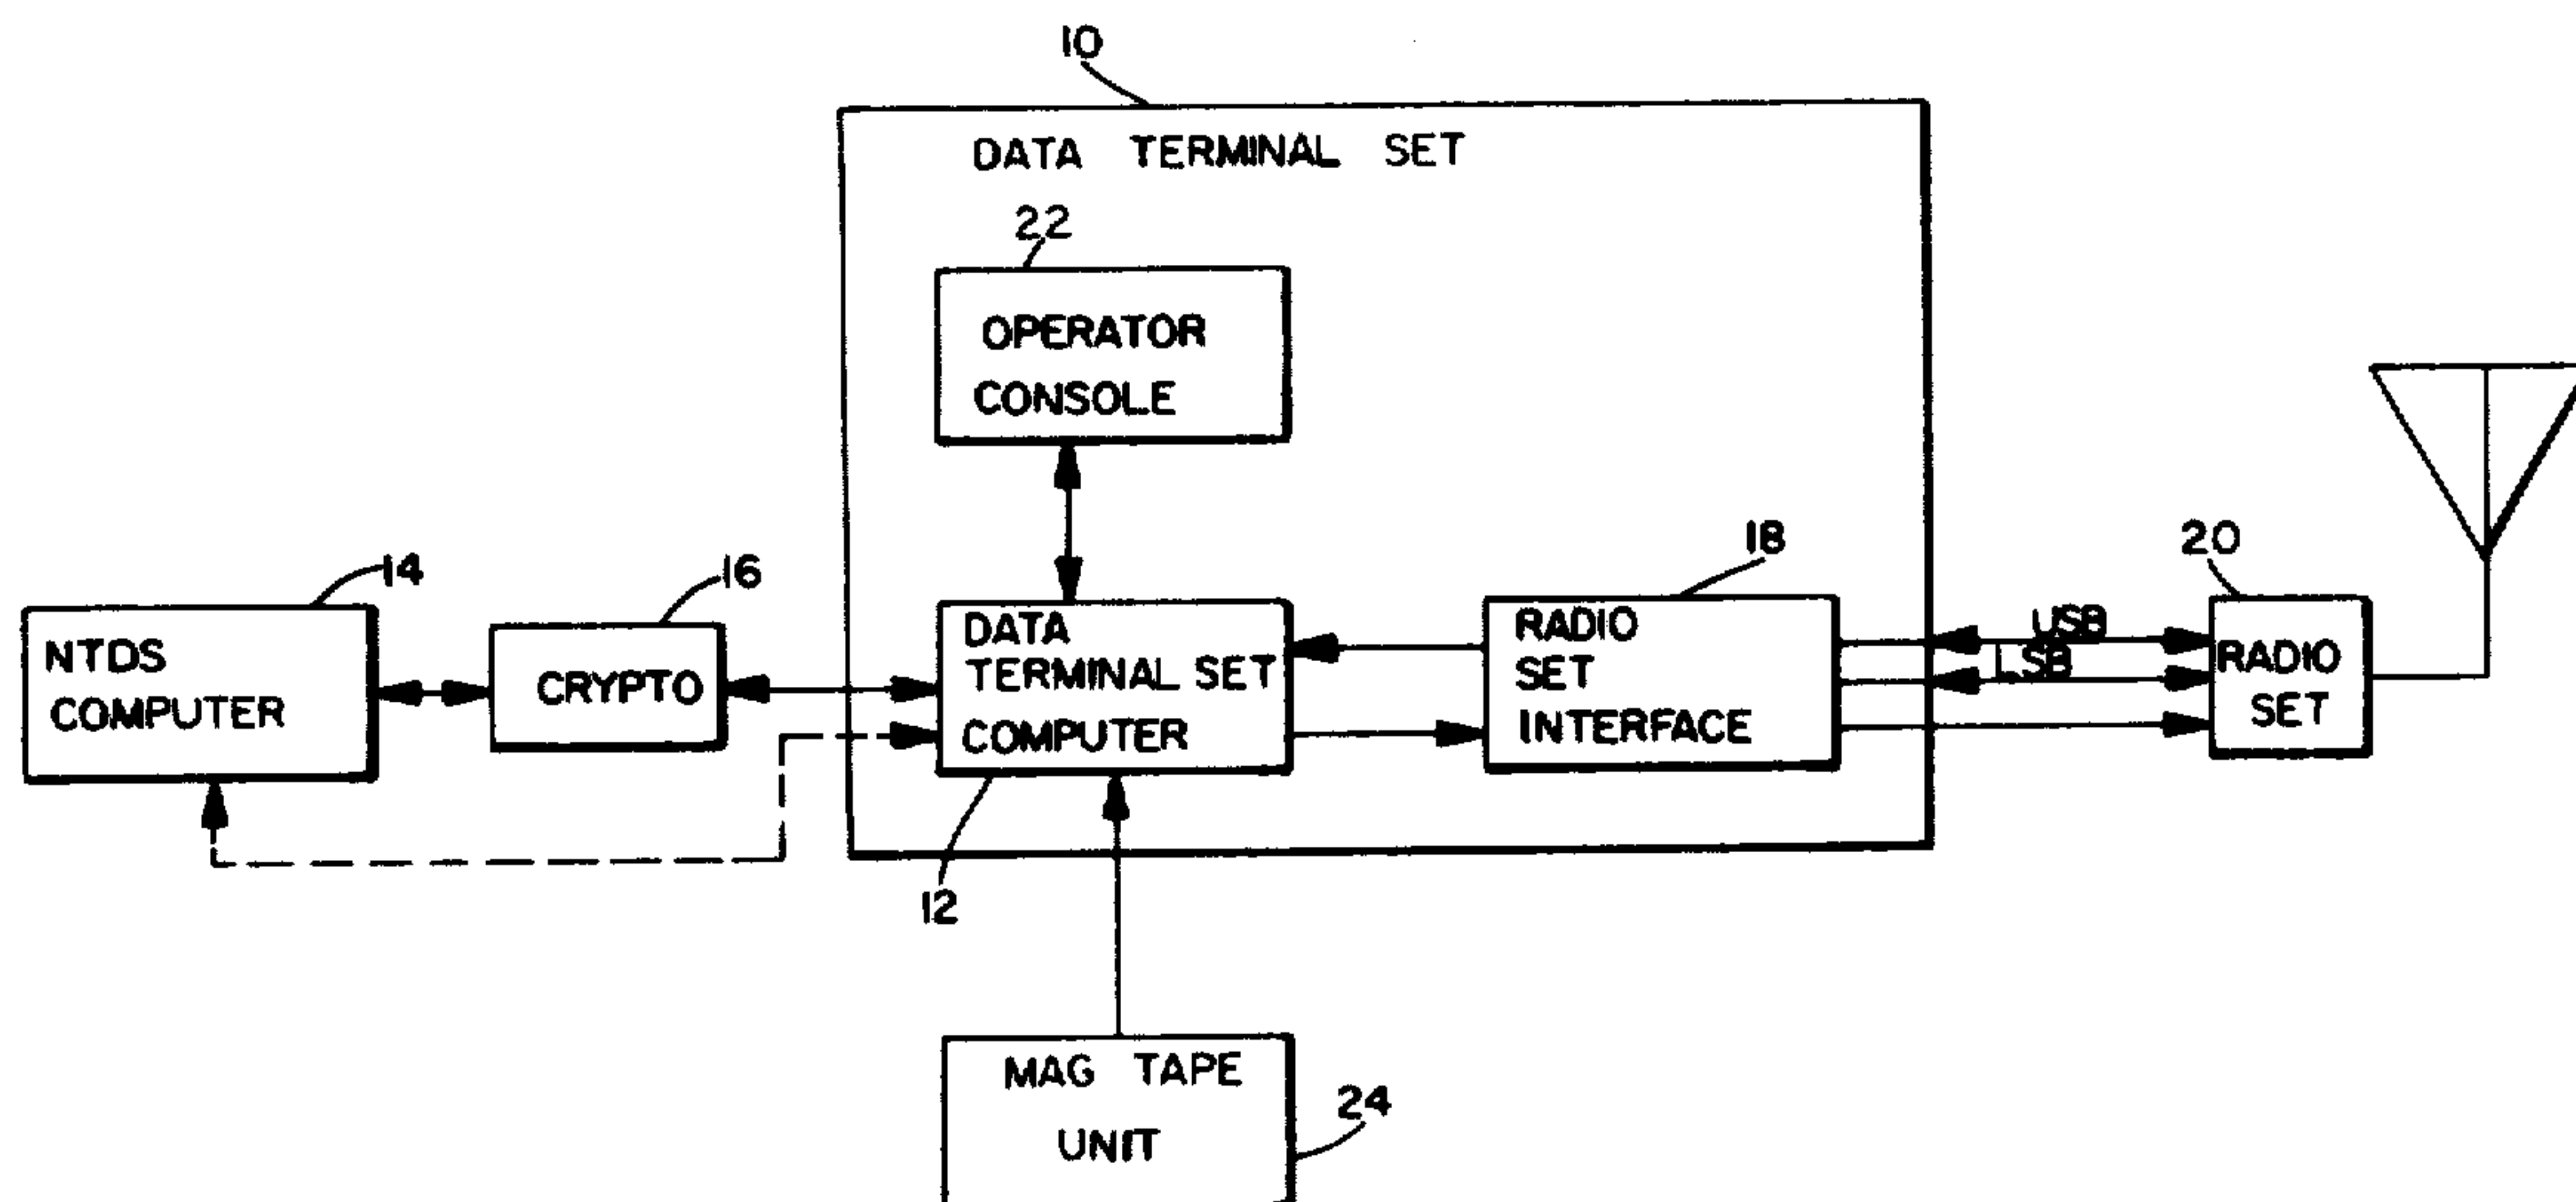 10
DATA TERMINAL SET
22
OPERATOR
CONSOLE
14
NTDS
COMPUTER
16
CRYPTO
DATA
TERMINAL SET
COMPUTER
12
18
RADIO
SET
INTERFACE
USB
LSB
20
RADIO
SET
MAG TAPE
UNIT
24